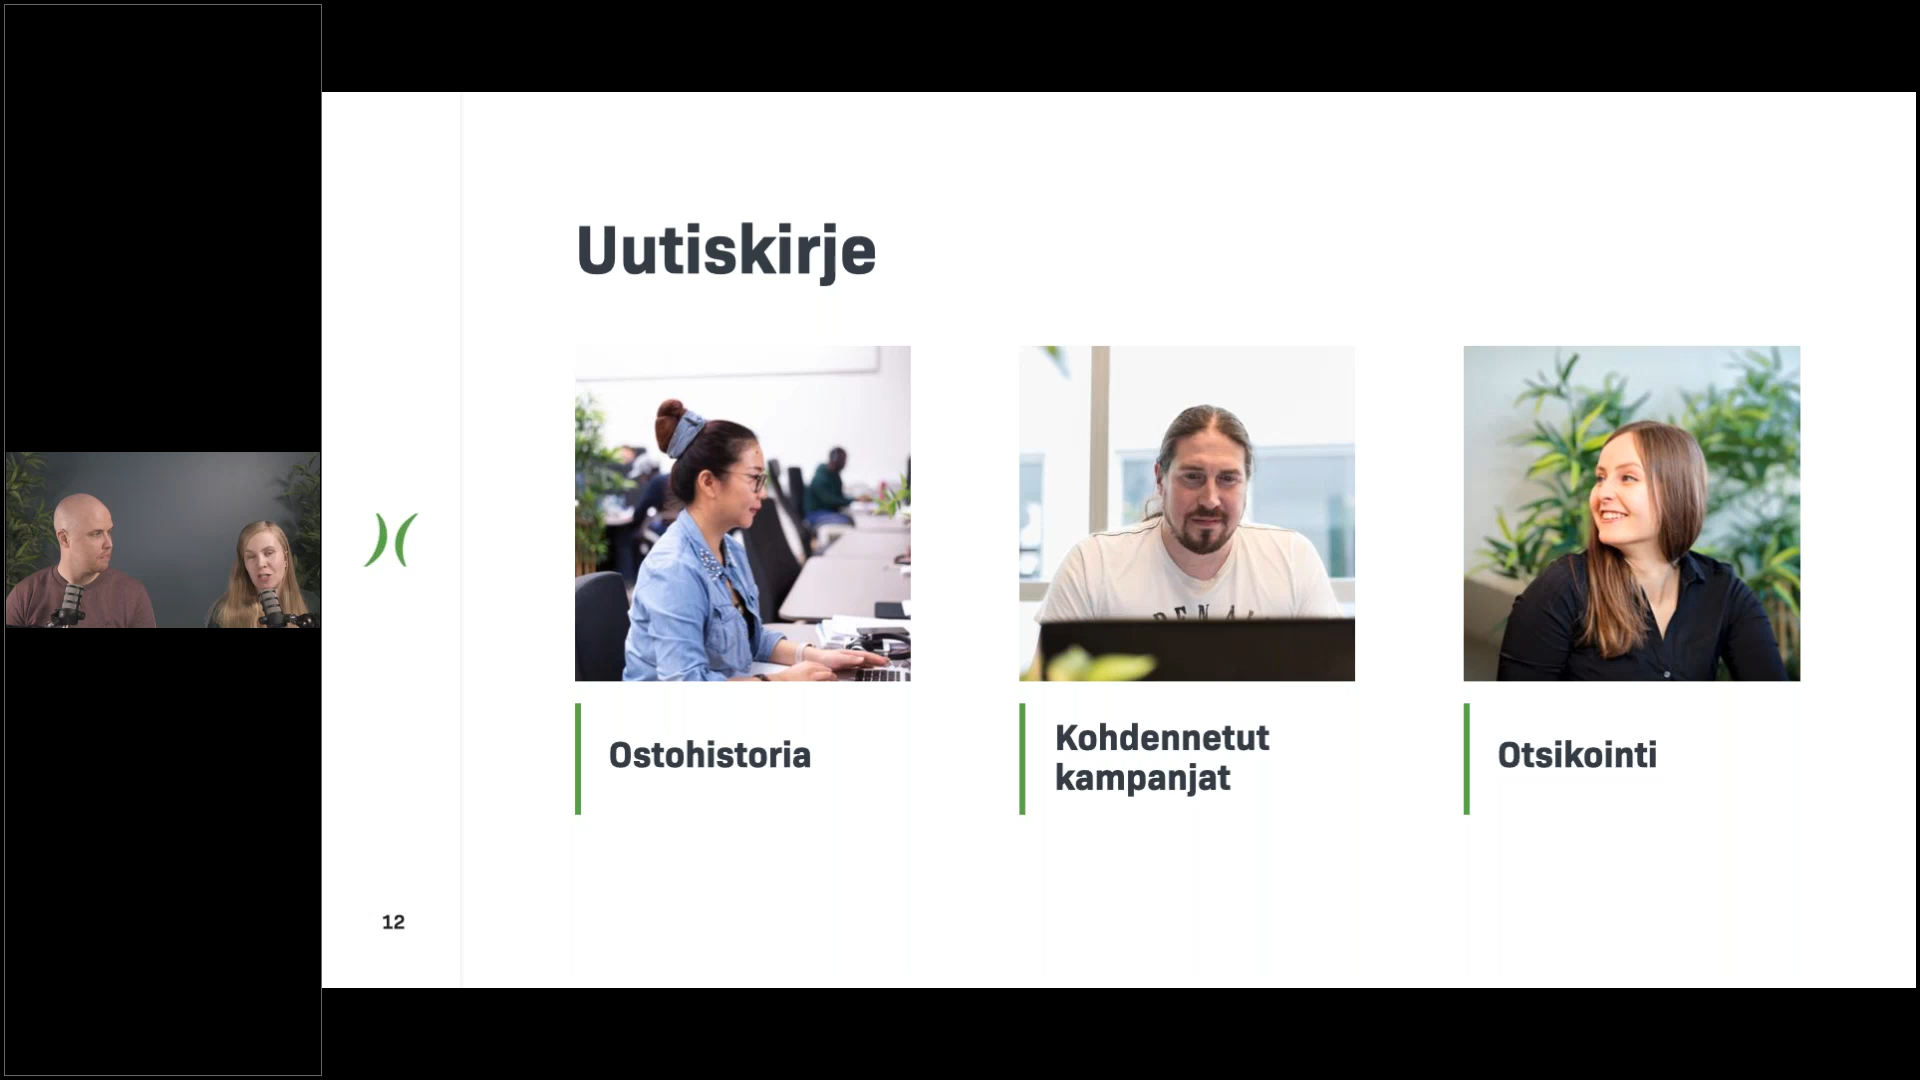 Uutiskirje
Ostohistoria
Kohdennetut
kampanjat
Otsikointi
12